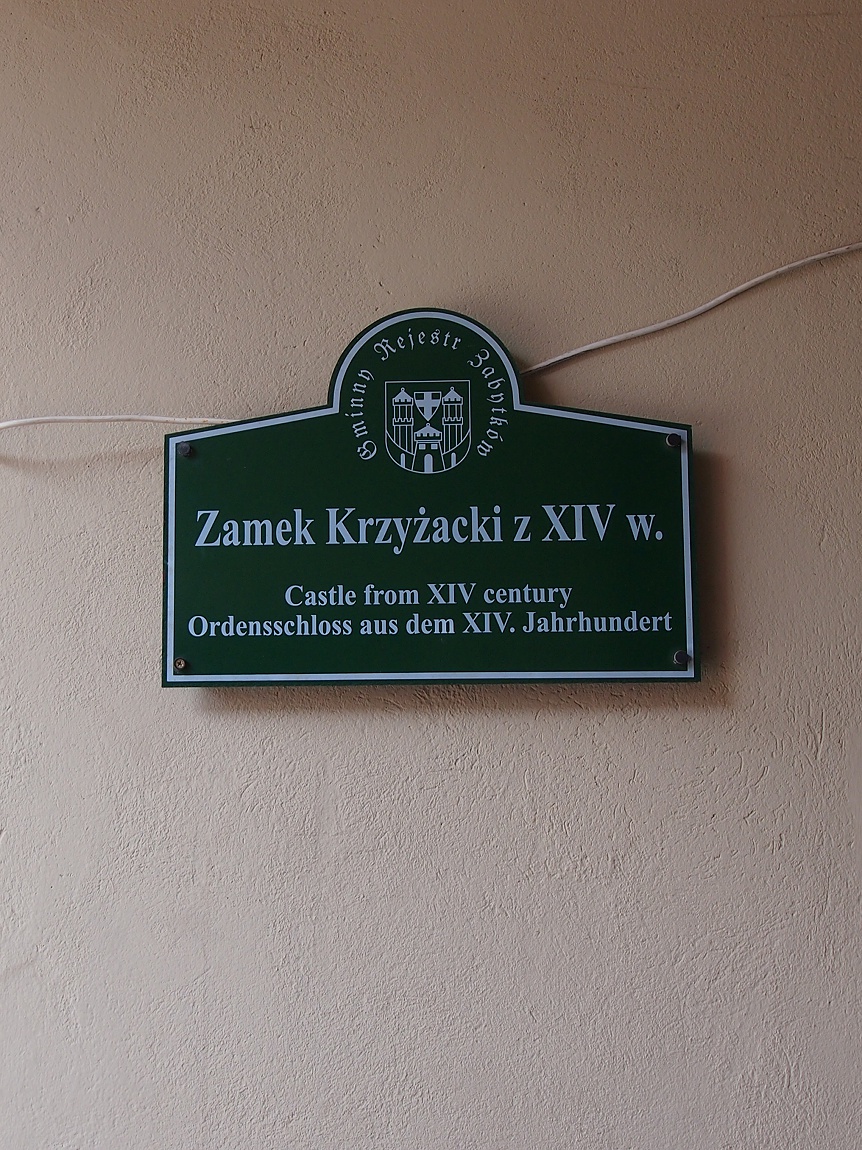 Gminny Rejestr Zabytków
Zamek Krzyżacki z XIV w.
Castle from XIV century
Ordensschloss aus dem XIV. Jahrhundert